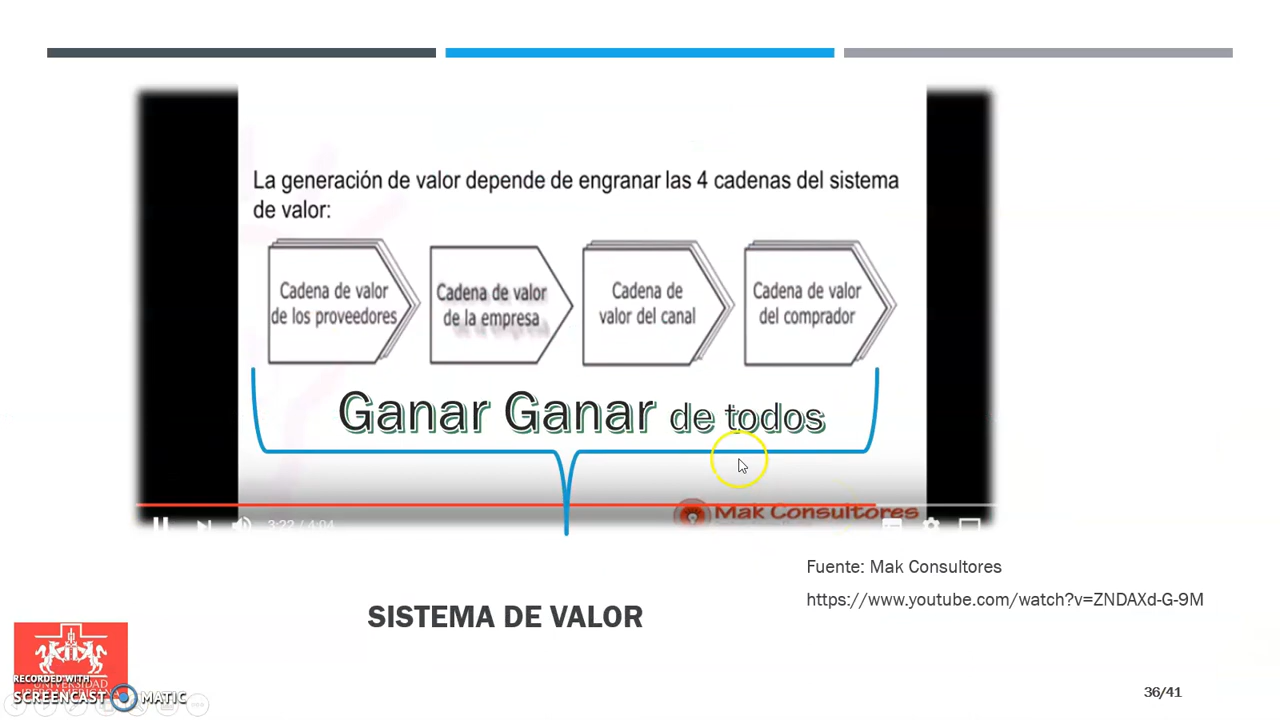 La generación de valor depende de engranar las 4 cadenas del sistema
de valor:
Cadena de valor
de los proveedores
Cadena de valor
de la empresa
Cadena de
valor del canal
Cadena de valor
del comprador
Ganar Ganar de todos
Mak Consultores
3:22 / 4:04
Fuente: Mak Consultores
https://www.youtube.com/watch?v=ZNDAXd-G-9M
SISTEMA DE VALOR
RECORDED WITH
SCREENCAST MATIC
36/41